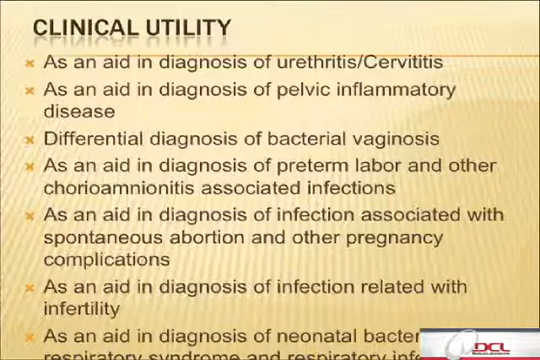 CLINICAL UTILITY
As an aid in diagnosis of urethritis/Cervititis
As an aid in diagnosis of pelvic inflammatory
disease
Differential diagnosis of bacterial vaginosis
As an aid in diagnosis of preterm labor and other
chorioamnionitis associated infections
As an aid in diagnosis of infection associated with
spontaneous abortion and other pregnancy
complications
As an aid in diagnosis of infection related with
infertility
As an aid in diagnosis of neonatal
respiratory syndrome and respiratory
DCL